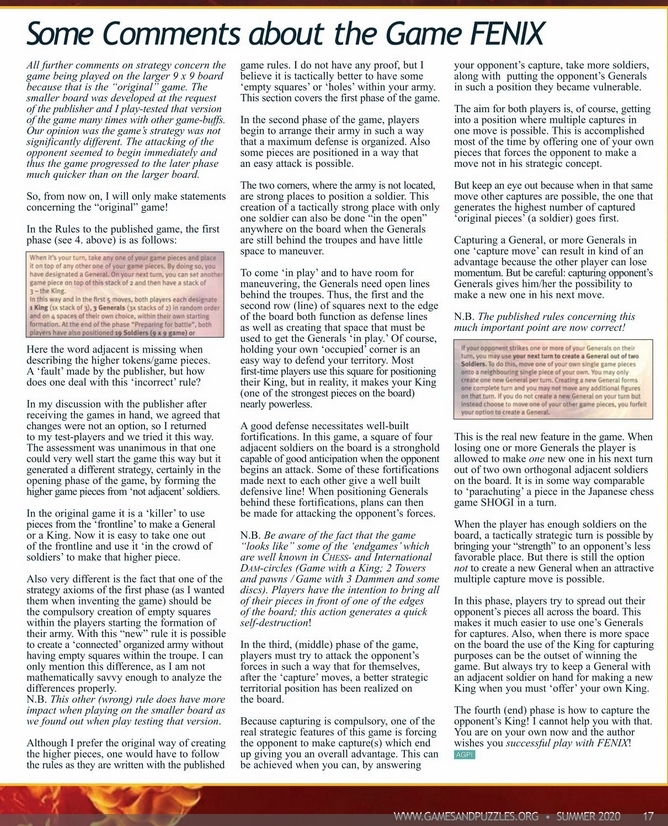 Some Comments about the Game FENIX
All further comments on strategy concern the
game being played on the larger 9 x 9 board
because that is the “original” game. The
smaller board was developed at the request
of the publisher and I play-tested that version
of the game many times with other game-buffs.
Our opinion was the game’s strategy was not
significantly different. The attacking of the
opponent seemed to begin immediately and
thus the game progressed to the later phase
much quicker than on the larger board.
So, from now on, I will only make statements
concerning the “original” game!
In the Rules to the published game, the first
phase (see 4. above) is as follows:
When it’s your turn, take any one of your game pieces and place
it on top of any other one of your game pieces. By doing so, you
have designated a General. On your next turn, you can set another
game piece on top of this stack of 2 and then have a stack of
3 – the King.
In this way and in the first 5 moves, both players each designate
1 King (1x stack of 3), 3 Generals (3x stacks of 2) in random order
and on 4 spaces of their own choice, within their own starting
formation. At the end of the phase “Preparing for battle”, both
players have also positioned 19 Soldiers (9 x 9 game) or
Here the word adjacent is missing when
describing the higher tokens/game pieces.
A ‘fault’ made by the publisher, but how
does one deal with this ‘incorrect’ rule?
In my discussion with the publisher after
receiving the games in hand, we agreed that
changes were not an option, so I returned
to my test-players and we tried it this way.
The assessment was unanimous in that one
could very well start the game this way but it
generated a different strategy, certainly in the
opening phase of the game, by forming the
higher game pieces from ‘not adjacent’ soldiers.
In the original game it is a ‘killer’ to use
pieces from the ‘frontline’ to make a General
or a King. Now it is easy to take one out
of the frontline and use it ‘in the crowd of
soldiers’ to make that higher piece.
Also very different is the fact that one of the
strategy axioms of the first phase (as I wanted
them when inventing the game) should be
the compulsory creation of empty squares
within the players starting the formation of
their army. With this “new” rule it is possible
to create a ‘connected’ organized army without
having empty squares within the troupe. I can
only mention this difference, as I am not
mathematically savvy enough to analyze the
differences properly.
N.B. This other (wrong) rule does have more
impact when playing on the smaller board as
we found out when play testing that version.
Although I prefer the original way of creating
the higher pieces, one would have to follow
the rules as they are written with the published
game rules. I do not have any proof, but I
believe it is tactically better to have some
‘empty squares’ or ‘holes’ within your army.
This section covers the first phase of the game.
In the second phase of the game, players
begin to arrange their army in such a way
that a maximum defense is organized. Also
some pieces are positioned in a way that
an easy attack is possible.
The two corners, where the army is not located,
are strong places to position a soldier. This
creation of a tactically strong place with only
one soldier can also be done “in the open”
anywhere on the board when the Generals
are still behind the troupes and have little
space to maneuver.
To come ‘in play’ and to have room for
maneuvering, the Generals need open lines
behind the troupes. Thus, the first and the
second row (line) of squares next to the edge
of the board both function as defense lines
as well as creating that space that must be
used to get the Generals ‘in play.’ Of course,
holding your own ‘occupied’ corner is an
easy way to defend your territory. Most
first-time players use this square for positioning
their King, but in reality, it makes your King
(one of the strongest pieces on the board)
nearly powerless.
A good defense necessitates well-built
fortifications. In this game, a square of four
adjacent soldiers on the board is a stronghold
capable of good anticipation when the opponent
begins an attack. Some of these fortifications
made next to each other give a well built
defensive line! When positioning Generals
behind these fortifications, plans can then
be made for attacking the opponent’s forces.
N.B. Be aware of the fact that the game
“looks like” some of the ‘endgames’ which
are well known in CHESS- and International
DAM-circles (Game with a King; 2 Towers
and pawns / Game with 3 Dammen and some
discs). Players have the intention to bring all
of their pieces in front of one of the edges
of the board; this action generates a quick
self-destruction!
In the third, (middle) phase of the game,
players must try to attack the opponent’s
forces in such a way that for themselves,
after the ‘capture’ moves, a better strategic
territorial position has been realized on
the board.
Because capturing is compulsory, one of the
real strategic features of this game is forcing
the opponent to make capture(s) which end
up giving you an overall advantage. This can
be achieved when you can, by answering
your opponent’s capture, take more soldiers,
along with putting the opponent’s Generals
in such a position they became vulnerable.
The aim for both players is, of course, getting
into a position where multiple captures in
one move is possible. This is accomplished
most of the time by offering one of your own
pieces that forces the opponent to make a
move not in his strategic concept.
But keep an eye out because when in that same
move other captures are possible, the one that
generates the highest number of captured
‘original pieces’ (a soldier) goes first.
Capturing a General, or more Generals in
one ‘capture move’ can result in kind of an
advantage because the other player can lose
momentum. But be careful: capturing opponent’s
Generals gives him/her the possibility to
make a new one in his next move.
N.B. The published rules concerning this
much important point are now correct!
If your opponent strikes one or more of your Generals on their
turn, you may use your next turn to create a General out of two
Soldiers. To do this, move one of your own single game pieces
onto a neighbouring single piece of your own. You may only
create one new General per turn. Creating a new General forms
one complete turn and you may not move any additional figures
on that turn. If you do not create a new General on your turn but
instead choose to move one of your other game pieces, you forfeit
your option to create a General.
This is the real new feature in the game. When
losing one or more Generals the player is
allowed to make one new one in his next turn
out of two own orthogonal adjacent soldiers
on the board. It is in some way comparable
to ‘parachuting’ a piece in the Japanese chess
game SHOGI in a turn.
When the player has enough soldiers on the
board, a tactically strategic turn is possible by
bringing your “strength” to an opponent’s less
favorable place. But there is still the option
not to create a new General when an attractive
multiple capture move is possible.
In this phase, players try to spread out their
opponent’s pieces all across the board. This
makes it much easier to use one’s Generals
for captures. Also, when there is more space
on the board the use of the King for capturing
purposes can be the outset of winning the
game. But always try to keep a General with
an adjacent soldier on hand for making a new
King when you must ‘offer’ your own King.
The fourth (end) phase is how to capture the
opponent’s King! I cannot help you with that.
You are on your own now and the author
wishes you successful play with FENIX!
AGPI
WWW.GAMESANDPUZZLES.ORG • SUMMER 2020 17